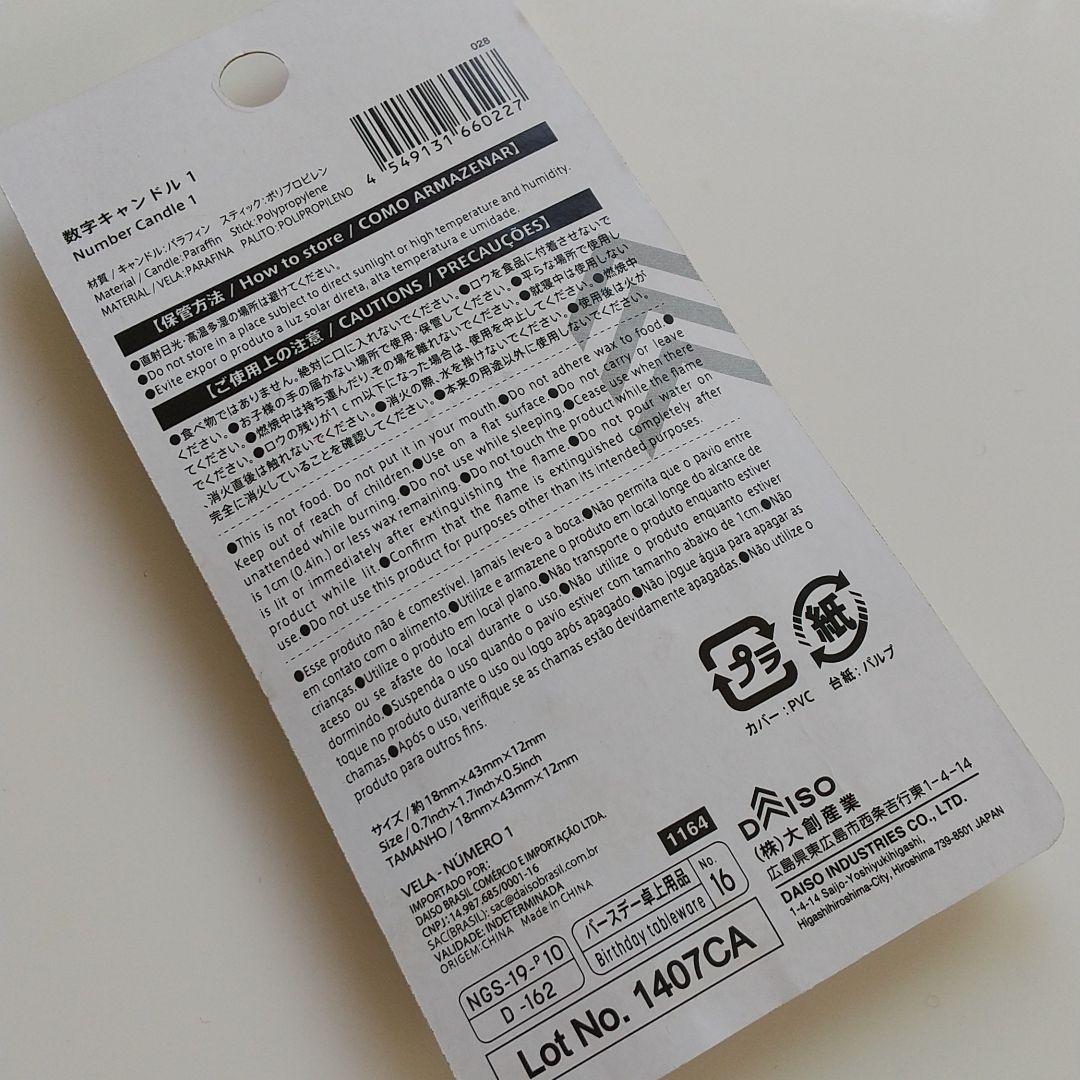 028
4 549131 660227
数字キャンドル 1
Number Candle 1
材質／キャンドル：パラフィン スティック：ポリプロピレン
Material / Candle: Paraffin Stick: Polypropylene
MATERIAL / VELA: PARAFINA PALITO: POLIPROPILENO
【保管方法 / How to store / COMO ARMAZENAR】
●直射日光・高温多湿の場所は避けてください。
●Do not store in a place subject to direct sunlight or high temperature and humidity.
●Evite expor o produto a luz solar direta, alta temperatura e umidade.
【ご使用上の注意 / CAUTIONS / PRECAUÇÕES】
●食べ物ではありません。絶対に口に入れないでください。●ロウを食品に付着させないで
ください。●お子様の手の届かない場所で使用・保管してください。●平らな場所で使用し
てください。●燃焼中は持ち運んだりその場を離れないでください。●就寝中は使用しない
でください。●ロウの残りが1cm以下になった場合は、使用を中止してください。●燃焼中
、消火直後は触れないでください。●消火の際、水を掛けないでください。●使用後は火が
完全に消火していることを確認してください。●本来の用途以外に使用しないでください。
●This is not food. Do not put it in your mouth.●Do not adhere wax to food.●
Keep out of reach of children.●Use on a flat surface.●Do not carry or leave
unattended while burning.●Do not use while sleeping.●Cease use where there
is 1cm (0.4in.) or less wax remaining.●Do not touch the product while the flame
is lit or immediately after extinguishing the flame.●Do not pour water on
product while lit.●Confirm that the flame is extinguished completely after
use.●Do not use this product for purposes other than its intended purposes.
●Esse produto não é comestível. Jamais leve-o a boca.●Não permita que o pavio entre
em contato com o alimento.●Utilize e armazene o produto em local longe do alcance de
crianças.●Utilize o produto em local plano.●Não transporte o produto enquanto estiver
aceso ou se afaste do local durante o uso.●Não utilize o produto enquanto estiver
dormindo.●Suspenda o uso quando o pavio estiver com tamanho abaixo de 1cm.●Não
toque no produto durante o uso ou logo após apagado.●Não jogue água para apagar as
chamas.●Após o uso, verifique se as chamas estão devidamente apagadas.●Não utilize o
produto para outros fins.
サイズ / 約18mm×43mm×12mm
Size / 0.7inch×1.7inch×0.5inch
TAMANHO / 18mm×43mm×12mm
プラ
紙
カバー：PVC 台紙：パルプ
VELA - NÚMERO 1
IMPORTADO POR:
DAISO BRASIL COMÉRCIO E IMPORTAÇÃO LTDA.
CNPJ:14.987.685/0001-16
SAC(BRASIL): sac@daisobrasil.com.br
VALIDADE: INDETERMINADA
ORIGEM:CHINA Made in CHINA
1164
DAISO
(株)大創産業
広島県東広島市西条吉行東1-4-14
DAISO INDUSTRIES CO., LTD.
1-4-14 Saijo-Yoshiyukihigashi,
Higashihiroshima-City, Hiroshima 739-8501 JAPAN
NGS-19-P10
D-162
バースデー卓上用品
Birthday tableware
No.
16
Lot No. 1407CA